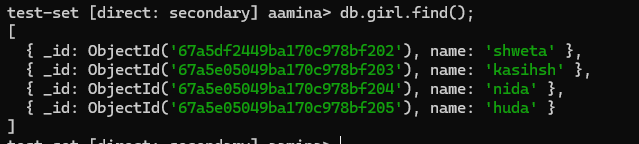 test-set [direct: secondary] aamina> db.girl.find();
[
  { _id: ObjectId('67a5df2449ba170c978bf202'), name: 'shweta' },
  { _id: ObjectId('67a5e05049ba170c978bf203'), name: 'kasihsh' },
  { _id: ObjectId('67a5e05049ba170c978bf204'), name: 'nida' },
  { _id: ObjectId('67a5e05049ba170c978bf205'), name: 'huda' }
]
test-set [direct: secondary] aamina>